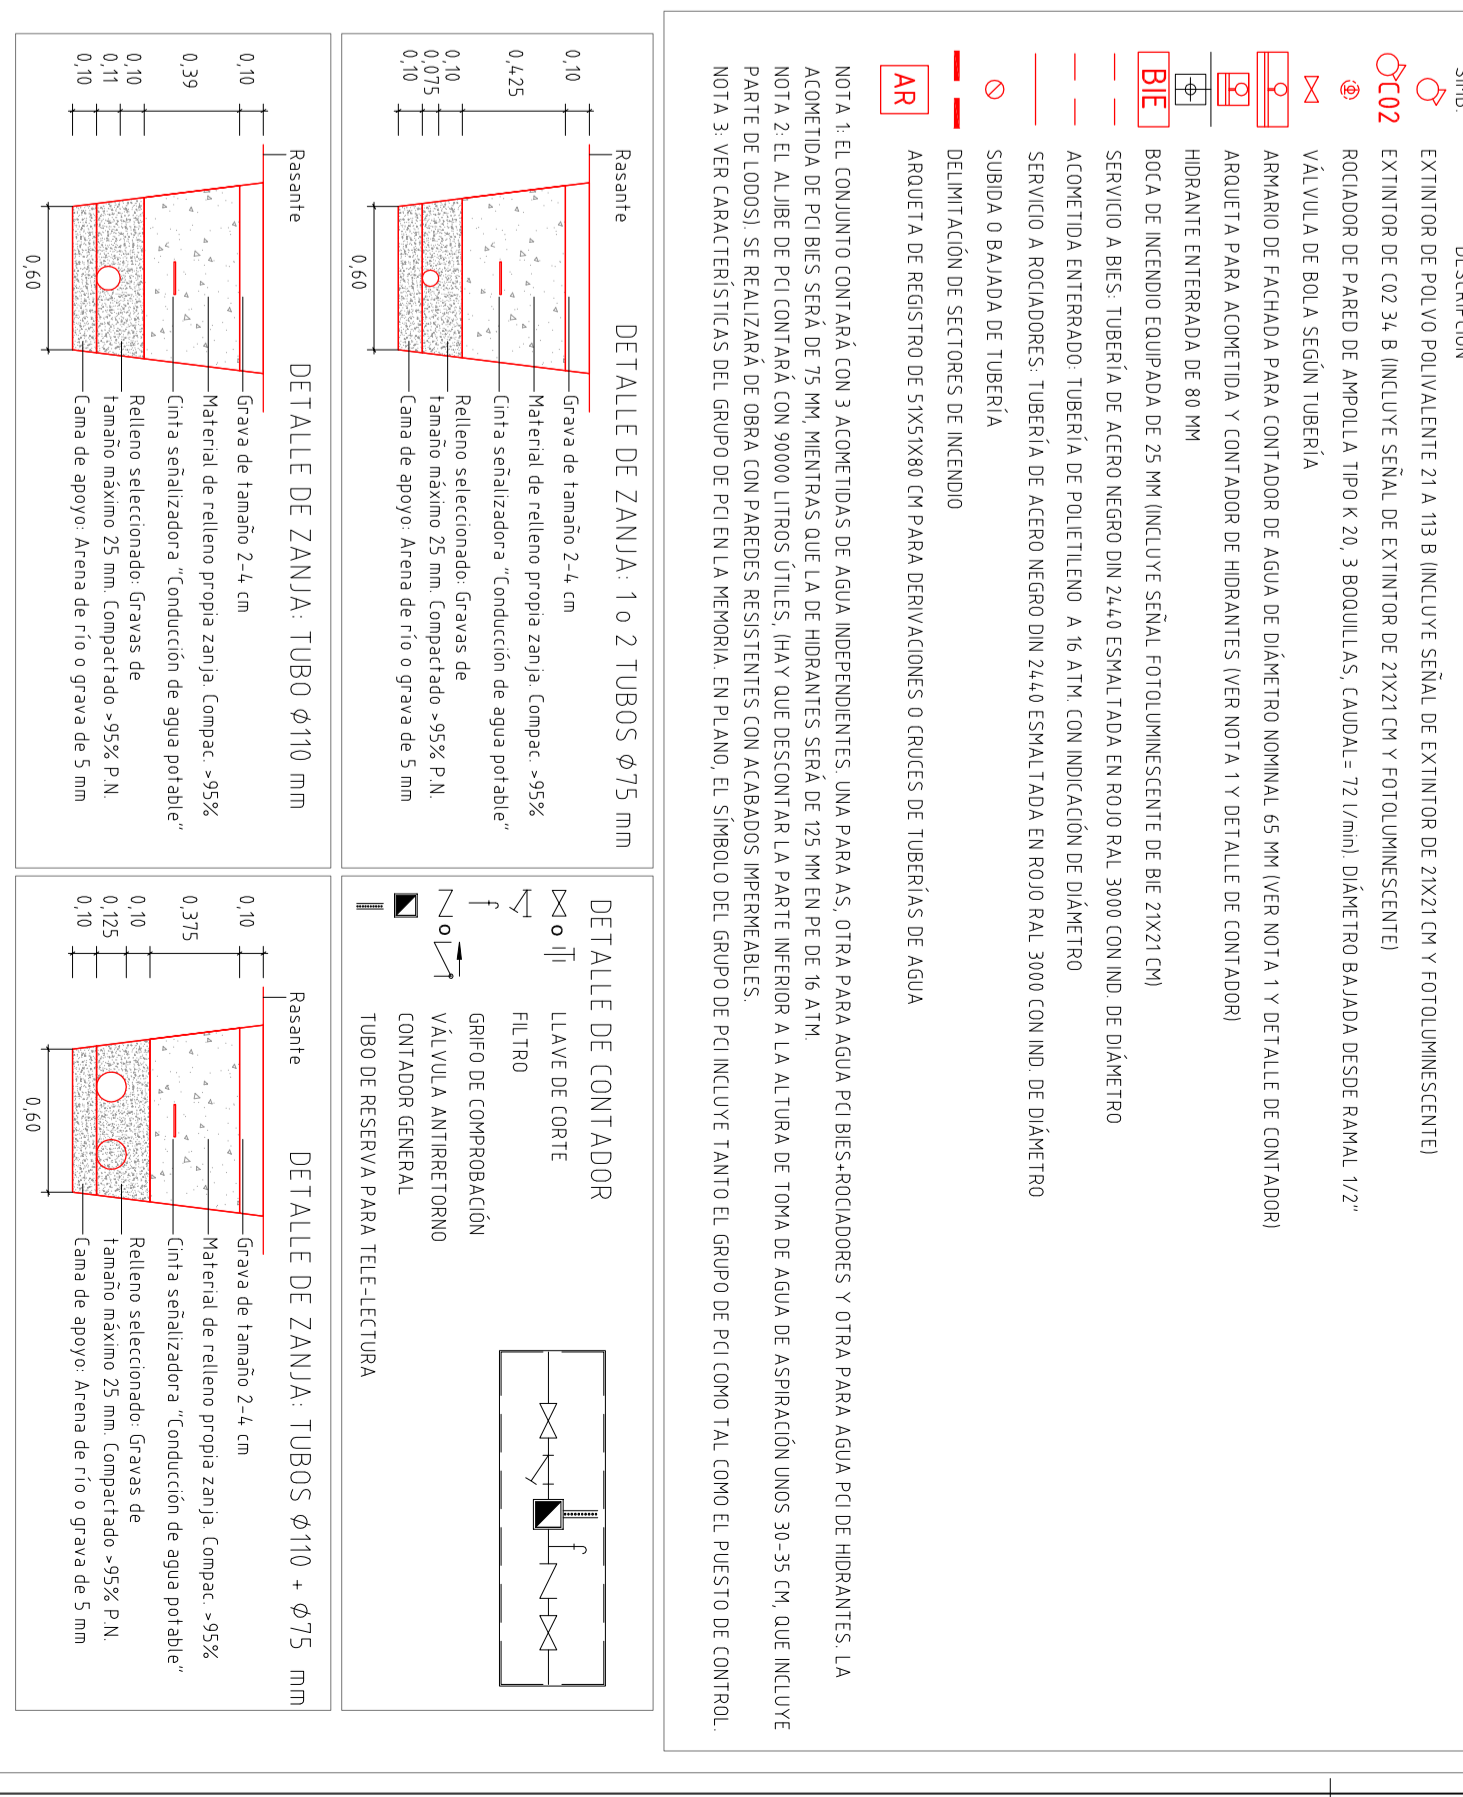 SIMB. DESCRIPCIÓN
EXTINTOR DE POLVO POLIVALENTE 21 A 113 B (INCLUYE SEÑAL DE EXTINTOR DE 21X21 CM Y FOTOLUMINESCENTE)
C02 EXTINTOR DE C02 34 B (INCLUYE SEÑAL DE EXTINTOR DE 21X21 CM Y FOTOLUMINESCENTE)
ROCIADOR DE PARED DE AMPOLLA TIPO K 20, 3 BOQUILLAS, CAUDAL= 72 l/min). DIÁMETRO BAJADA DESDE RAMAL 1/2"
VÁLVULA DE BOLA SEGÚN TUBERÍA
ARMARIO DE FACHADA PARA CONTADOR DE AGUA DE DIÁMETRO NOMINAL 65 MM (VER NOTA 1 Y DETALLE DE CONTADOR)
ARQUETA PARA ACOMETIDA Y CONTADOR DE HIDRANTES (VER NOTA 1 Y DETALLE DE CONTADOR)
HIDRANTE ENTERRADA DE 80 MM
BIE BOCA DE INCENDIO EQUIPADA DE 25 MM (INCLUYE SEÑAL FOTOLUMINESCENTE DE BIE 21X21 CM)
SERVICIO A BIES: TUBERÍA DE ACERO NEGRO DIN 2440 ESMALTADA EN ROJO RAL 3000 CON IND. DE DIÁMETRO
ACOMETIDA ENTERRADO: TUBERÍA DE POLIETILENO A 16 ATM. CON INDICACIÓN DE DIÁMETRO
SERVICIO A ROCIADORES: TUBERÍA DE ACERO NEGRO DIN 2440 ESMALTADA EN ROJO RAL 3000 CON IND. DE DIÁMETRO
SUBIDA O BAJADA DE TUBERÍA
DELIMITACIÓN DE SECTORES DE INCENDIO
AR ARQUETA DE REGISTRO DE 51X51X80 CM PARA DERIVACIONES O CRUCES DE TUBERÍAS DE AGUA
NOTA 1: EL CONJUNTO CONTARÁ CON 3 ACOMETIDAS DE AGUA INDEPENDIENTES. UNA PARA AS, OTRA PARA AGUA PCI BIES+ROCIADORES Y OTRA PARA AGUA PCI DE HIDRANTES. LA
ACOMETIDA DE PCI BIES SERÁ DE 75 MM, MIENTRAS QUE LA DE HIDRANTES SERÁ DE 125 MM EN PE DE 16 ATM.
NOTA 2: EL ALJIBE DE PCI CONTARÁ CON 90000 LITROS ÚTILES, (HAY QUE DESCONTAR LA PARTE INFERIOR A LA ALTURA DE TOMA DE AGUA DE ASPIRACIÓN UNOS 30-35 CM, QUE INCLUYE
PARTE DE LODOS). SE REALIZARÁ DE OBRA CON PAREDES RESISTENTES CON ACABADOS IMPERMEABLES.
NOTA 3: VER CARACTERÍSTICAS DEL GRUPO DE PCI EN LA MEMORIA. EN PLANO, EL SÍMBOLO DEL GRUPO DE PCI INCLUYE TANTO EL GRUPO DE PCI COMO TAL COMO EL PUESTO DE CONTROL.
DETALLE DE ZANJA: 1 o 2 TUBOS Ø75 mm
Rasante
0,10
0,425
0,10
0,075
0,10
0,60
Grava de tamaño 2-4 cm
Material de relleno propia zanja. Compac. >95%
Cinta señalizadora "Conducción de agua potable"
Relleno seleccionado: Gravas de
tamaño máximo 25 mm. Compactado >95% P.N.
Cama de apoyo: Arena de río o grava de 5 mm
DETALLE DE CONTADOR
o LLAVE DE CORTE
FILTRO
GRIFO DE COMPROBACIÓN
o VÁLVULA ANTIRRETORNO
CONTADOR GENERAL
TUBO DE RESERVA PARA TELE-LECTURA
DETALLE DE ZANJA: TUBO Ø110 mm
Rasante
0,10
0,39
0,10
0,11
0,10
0,60
Grava de tamaño 2-4 cm
Material de relleno propia zanja. Compac. >95%
Cinta señalizadora "Conducción de agua potable"
Relleno seleccionado: Gravas de
tamaño máximo 25 mm. Compactado >95% P.N.
Cama de apoyo: Arena de río o grava de 5 mm
DETALLE DE ZANJA: TUBOS Ø110 + Ø75 mm
Rasante
0,10
0,375
0,10
0,125
0,10
0,60
Grava de tamaño 2-4 cm
Material de relleno propia zanja. Compac. >95%
Cinta señalizadora "Conducción de agua potable"
Relleno seleccionado: Gravas de
tamaño máximo 25 mm. Compactado >95% P.N.
Cama de apoyo: Arena de río o grava de 5 mm